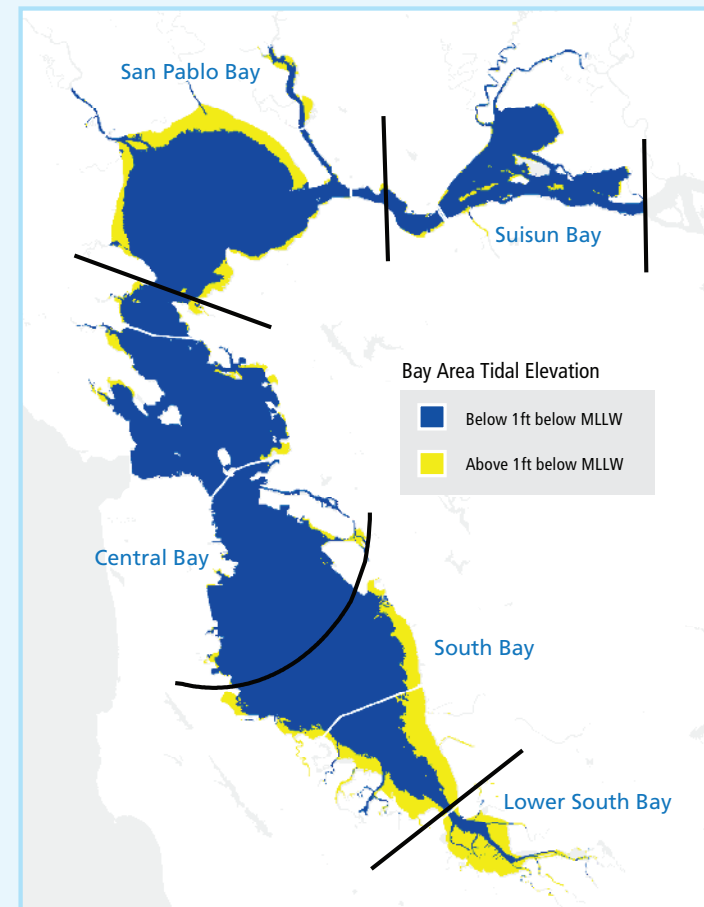 San Pablo Bay
Suisun Bay
Bay Area Tidal Elevation
Below 1ft below MLLW
Above 1ft below MLLW
Central Bay
South Bay
Lower South Bay